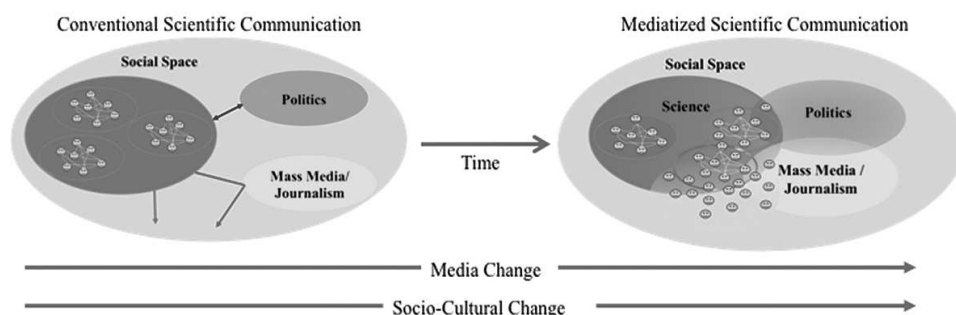 Conventional Scientific Communication
Social Space
Politics
Mass Media/
Journalism
Time
Mediatized Scientific Communication
Social Space
Science
Politics
Mass Media /
Journalism
Media Change
Socio-Cultural Change